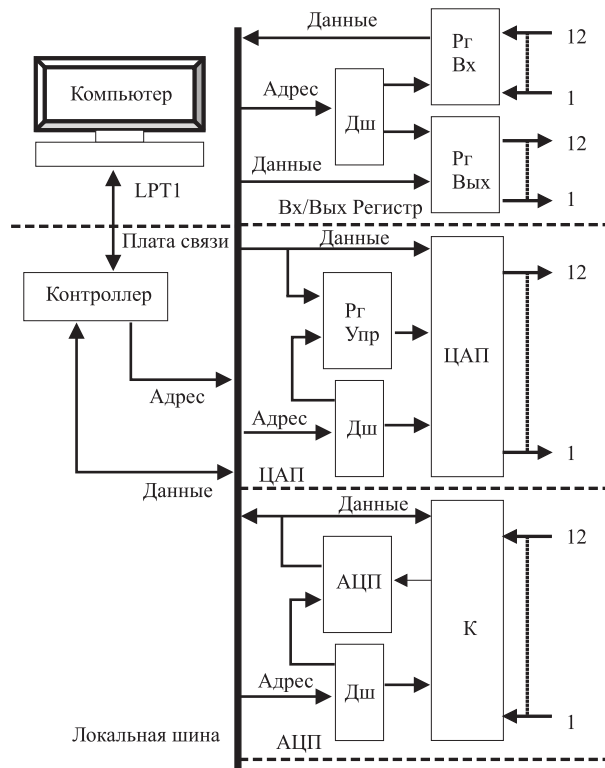 Данные
Рг
Вх
12
1
Компьютер
Адрес
Дш
Данные
Рг
Вых
12
1
LPT1
Вх/Вых Регистр
Плата связи
Данные
Контроллер
Рг
Упр
ЦАП
12
1
Адрес
Адрес
Дш
Данные
ЦАП
Данные
АЦП
К
12
1
Адрес
Дш
Локальная шина
АЦП